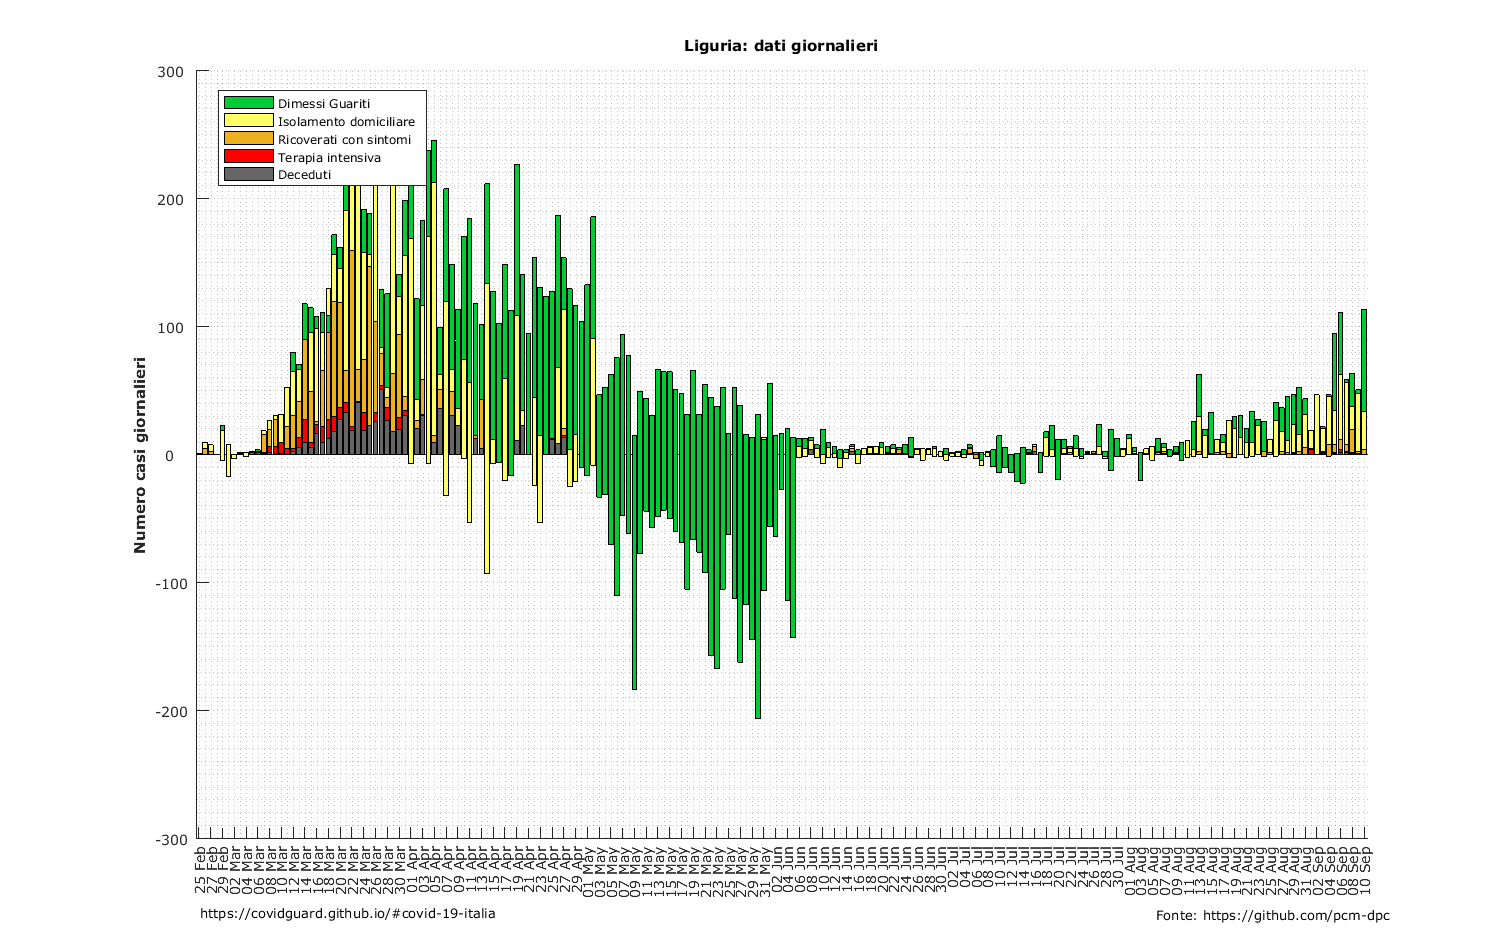 Liguria: dati giornalieri
Dimessi Guariti
Isolamento domiciliare
Ricoverati con sintomi
Terapia intensiva
Deceduti
Numero casi giornalieri
300
200
100
0
-100
-200
-300
25 Feb
27 Feb
29 Feb
02 Mar
04 Mar
06 Mar
08 Mar
10 Mar
12 Mar
14 Mar
16 Mar
18 Mar
20 Mar
22 Mar
24 Mar
26 Mar
28 Mar
30 Mar
01 Apr
03 Apr
05 Apr
07 Apr
09 Apr
11 Apr
13 Apr
15 Apr
17 Apr
19 Apr
21 Apr
23 Apr
25 Apr
27 Apr
29 Apr
01 May
03 May
05 May
07 May
09 May
11 May
13 May
15 May
17 May
19 May
21 May
23 May
25 May
27 May
29 May
31 May
02 Jun
04 Jun
06 Jun
08 Jun
10 Jun
12 Jun
14 Jun
16 Jun
18 Jun
20 Jun
22 Jun
24 Jun
26 Jun
28 Jun
30 Jun
02 Jul
04 Jul
06 Jul
08 Jul
10 Jul
12 Jul
14 Jul
16 Jul
18 Jul
20 Jul
22 Jul
24 Jul
26 Jul
28 Jul
30 Jul
01 Aug
03 Aug
05 Aug
07 Aug
09 Aug
11 Aug
13 Aug
15 Aug
17 Aug
19 Aug
21 Aug
23 Aug
25 Aug
27 Aug
29 Aug
31 Aug
02 Sep
04 Sep
06 Sep
08 Sep
10 Sep
https://covidguard.github.io/#covid-19-italia
Fonte: https://github.com/pcm-dpc